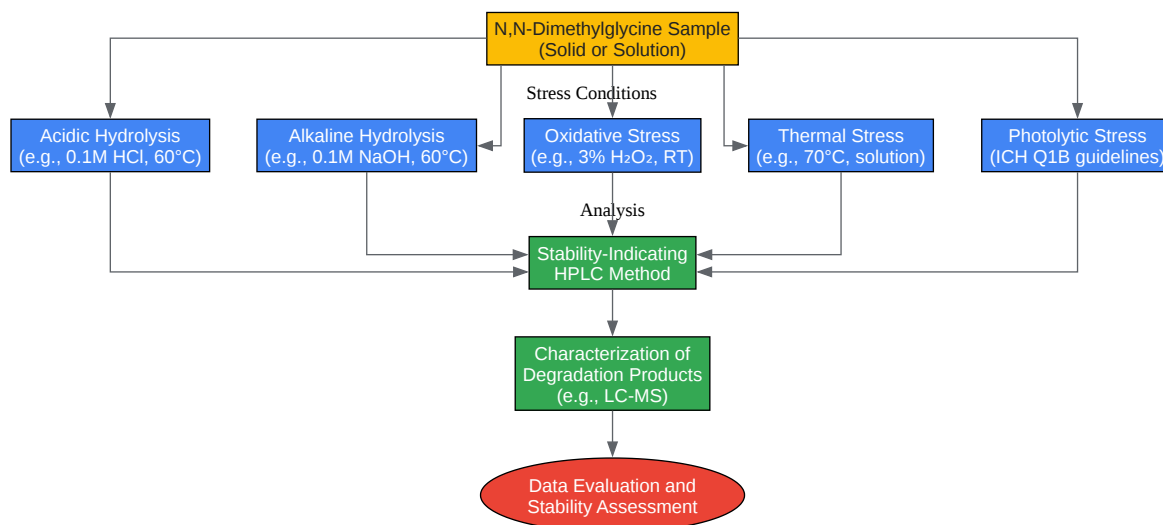 N,N-Dimethylglycine Sample
(Solid or Solution)
Stress Conditions
Acidic Hydrolysis
(e.g., 0.1M HCl, 60°C)
Alkaline Hydrolysis
(e.g., 0.1M NaOH, 60°C)
Oxidative Stress
(e.g., 3% H₂O₂, RT)
Thermal Stress
(e.g., 70°C, solution)
Photolytic Stress
(ICH Q1B guidelines)
Analysis
Stability-Indicating
HPLC Method
Characterization of
Degradation Products
(e.g., LC-MS)
Data Evaluation and
Stability Assessment